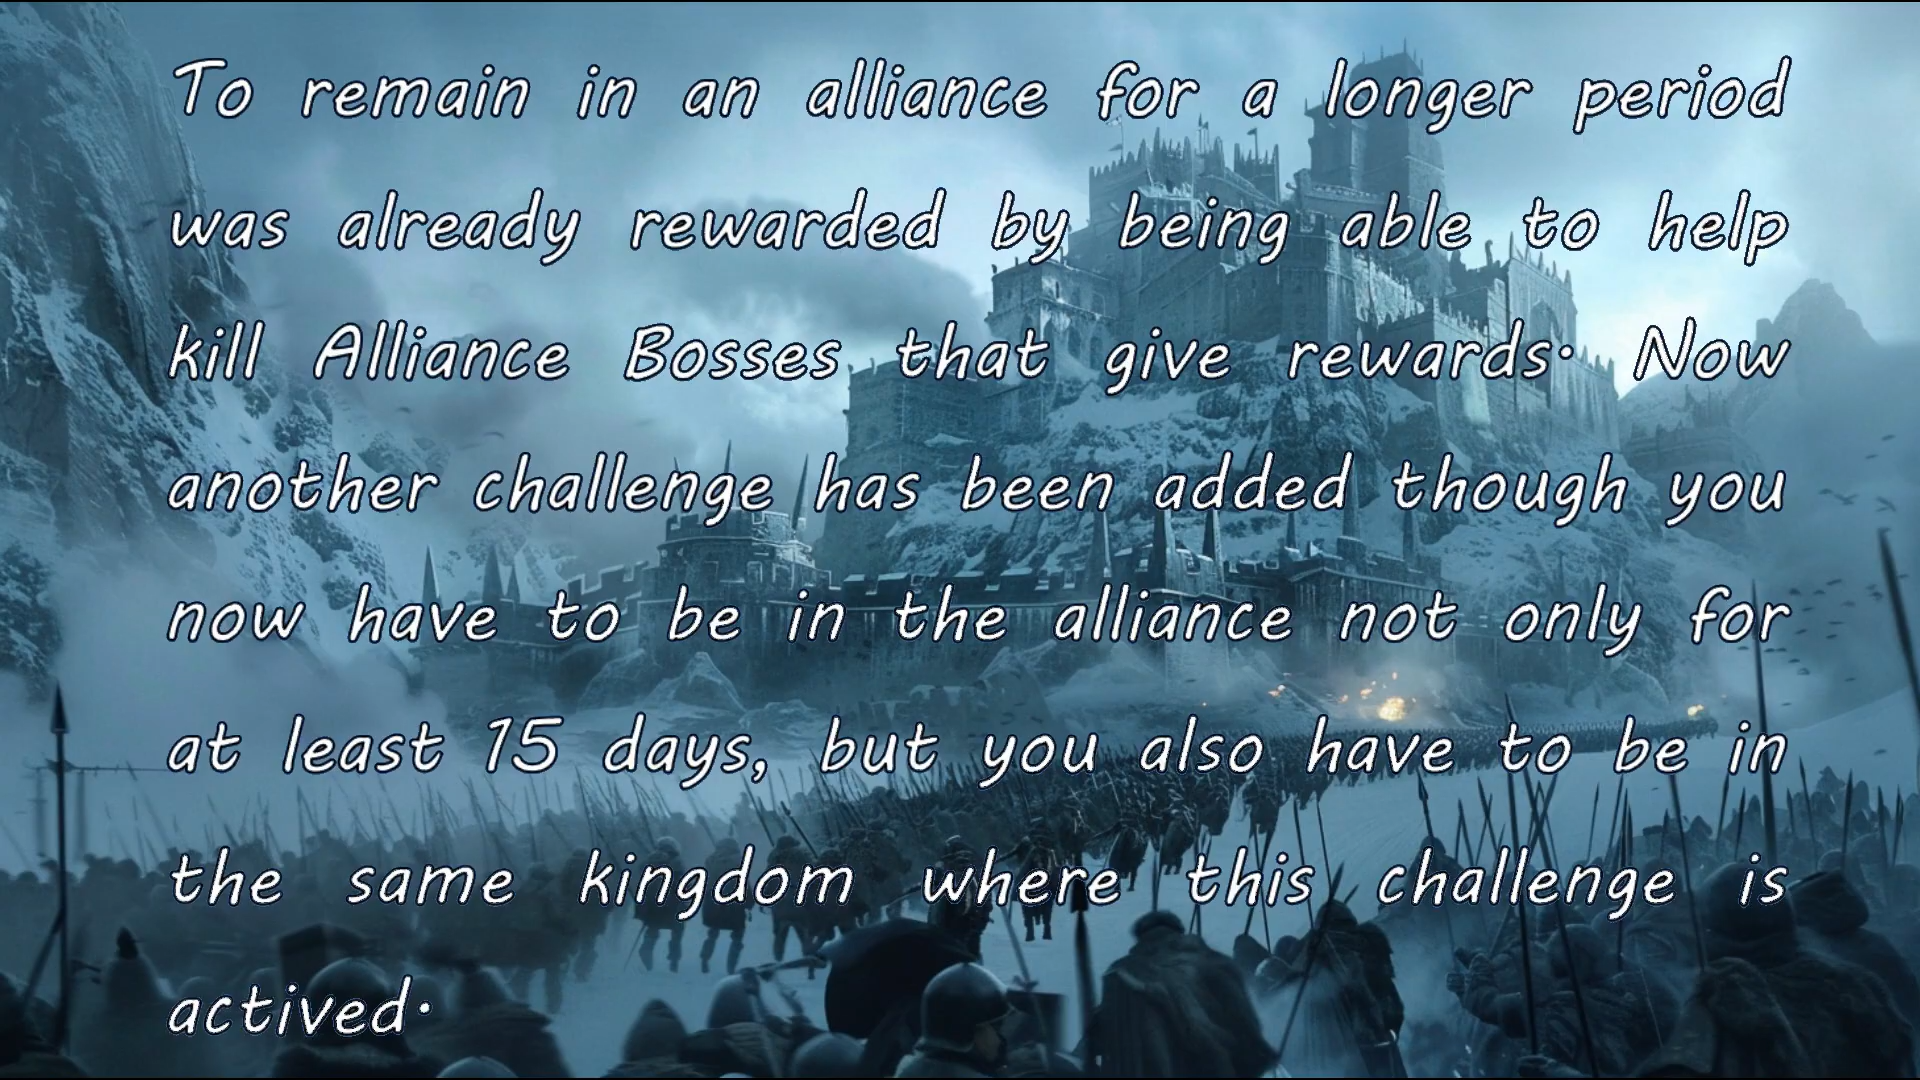 To remain in an alliance for a longer period
was already rewarded by being able to help
kill Alliance Bosses that give rewards. Now
another challenge has been added though you
now have to be in the alliance not only for
at least 15 days, but you also have to be in
the same kingdom where this challenge is
actived.